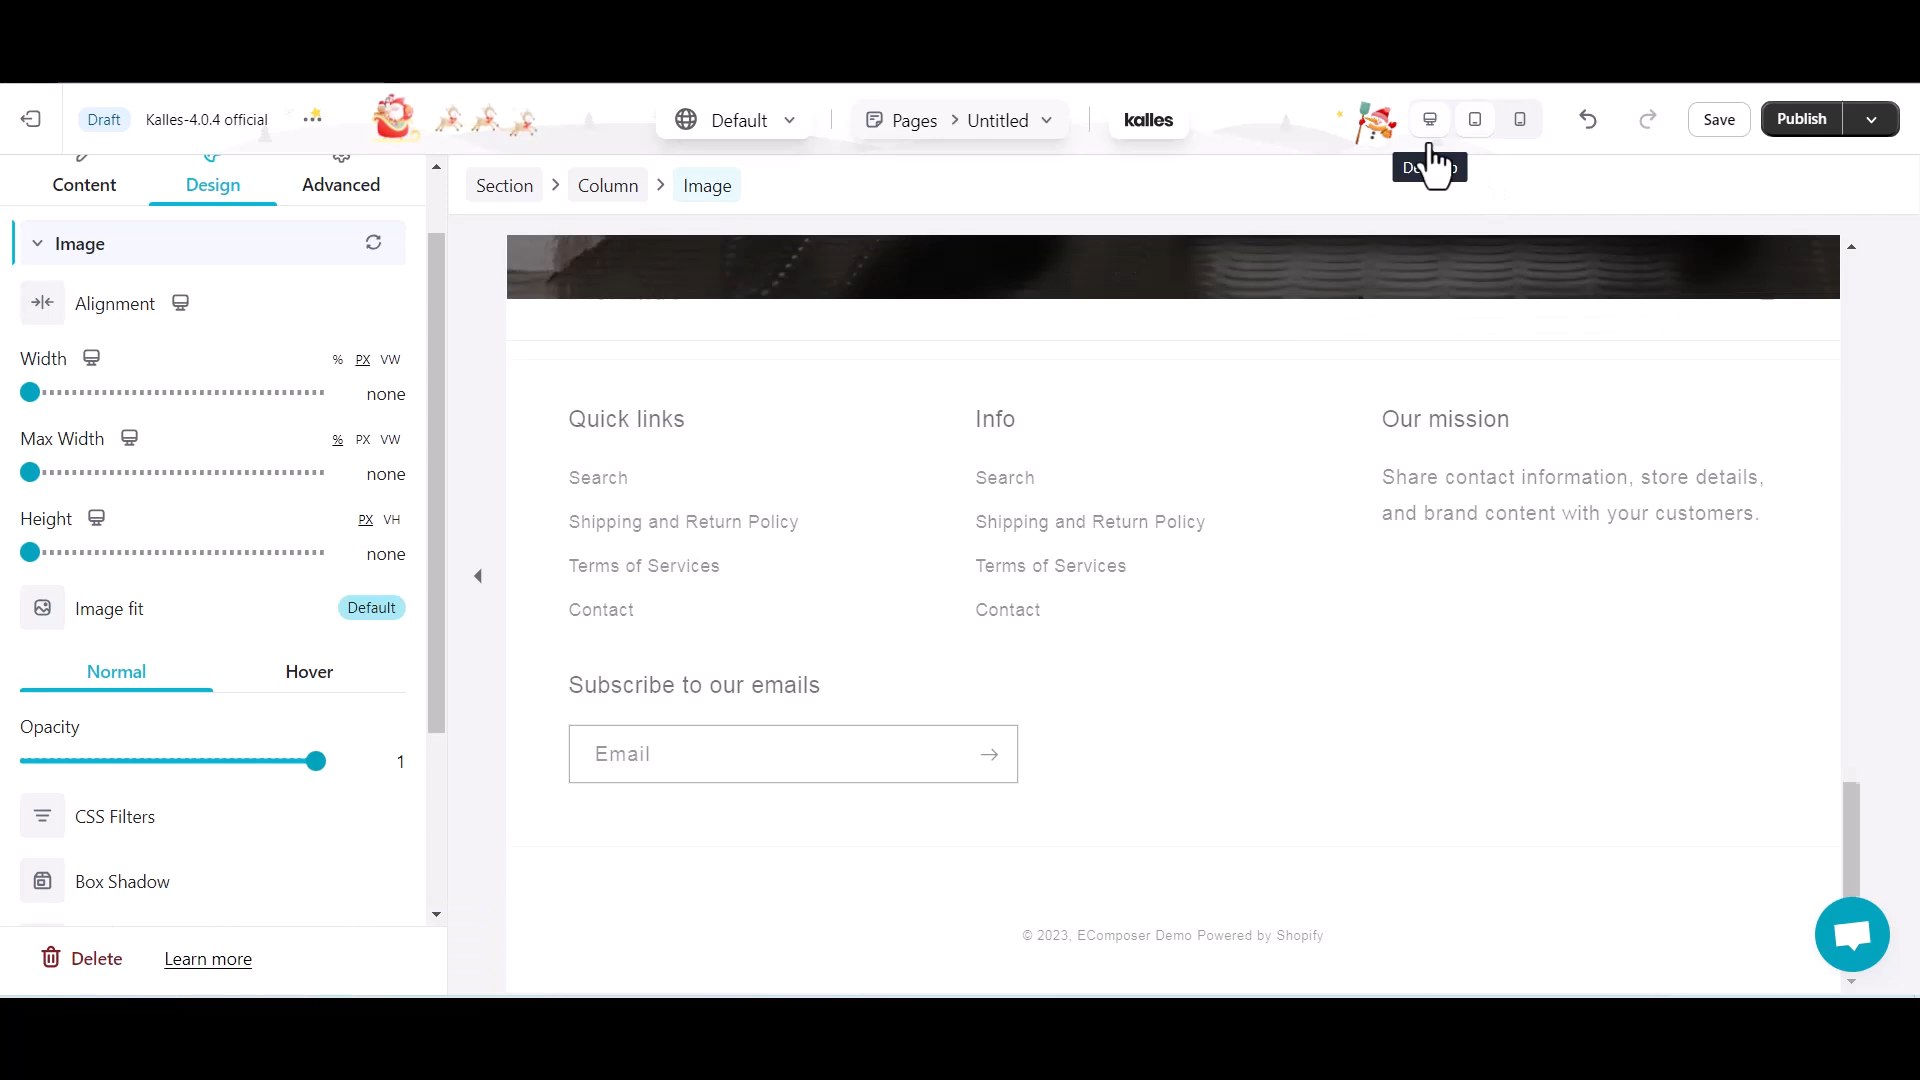 Draft Kalles-4.0.4 official Default Pages > Untitled kalles Save Publish
Content Design Advanced
Section > Column > Image
Image
Alignment
Width % PX VW
none
Max Width % PX VW
none
Height PX VH
none
Image fit Default
Normal Hover
Opacity
1
CSS Filters
Box Shadow
Delete Learn more
Quick links
Search
Shipping and Return Policy
Terms of Services
Contact
Info
Search
Shipping and Return Policy
Terms of Services
Contact
Our mission
Share contact information, store details,
and brand content with your customers.
Subscribe to our emails
Email
© 2023, EComposer Demo Powered by Shopify